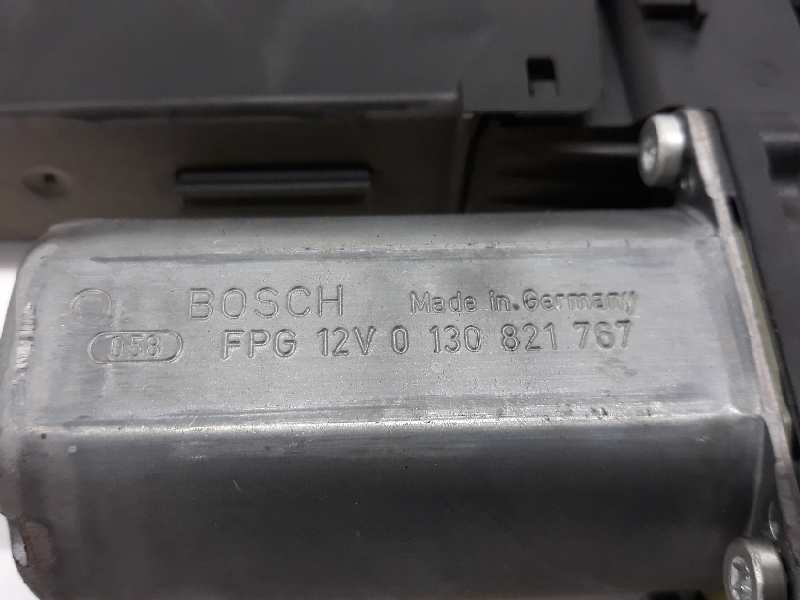 BOSCH Made in Germany
058 FPG 12V 0 130 821 767